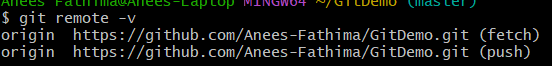 Anees Fathima@Anees-Laptop MINGW64 ~/GitDemo (master)
$ git remote -v
origin  https://github.com/Anees-Fathima/GitDemo.git (fetch)
origin  https://github.com/Anees-Fathima/GitDemo.git (push)